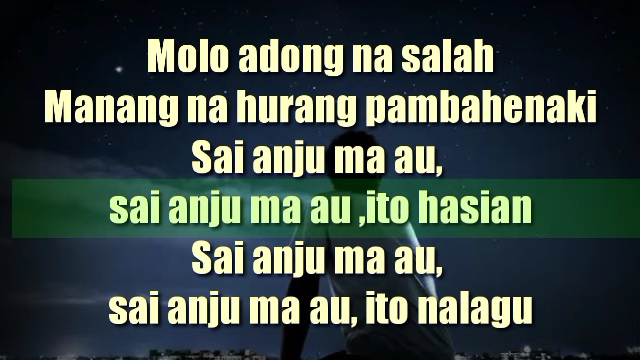 Molo adong na salah
Manang na hurang pambahenaki
Sai anju ma au,
sai anju ma au ,ito hasian
Sai anju ma au,
sai anju ma au, ito nalagu